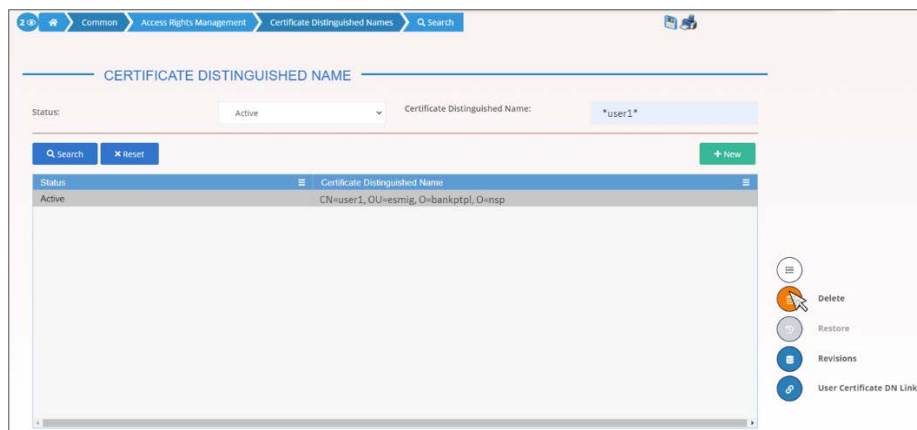 2 Common Access Rights Management Certificate Distinguished Names Search
CERTIFICATE DISTINGUISHED NAME
Status: Active Certificate Distinguished Name: *user1*
Search Reset New
Status Certificate Distinguished Name
Active CN=user1, OU=esmig, O=bankptpl, O=nsp
Delete
Restore
Revisions
User Certificate DN Link